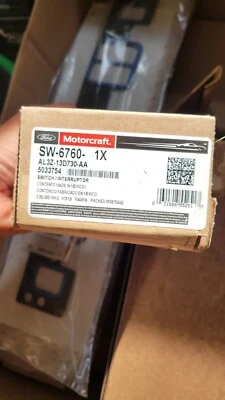 Ford Motorcraft.
SW-6760- 1X
AL3Z-13D730-AA
5033754
SWITCH / INTERRUPTOR
CONTENTS MADE IN MEXICO
CONTENIDO FABRICADO EN MEXICO